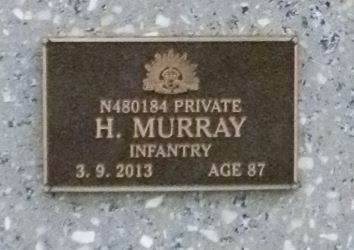 N480184 PRIVATE
H. MURRAY
INFANTRY
3. 9. 2013 AGE 87